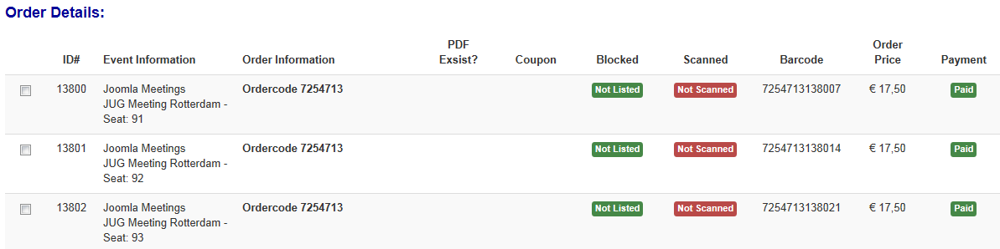 Order Details:
ID# Event Information Order Information PDF Exsist? Coupon Blocked Scanned Barcode Order Price Payment
13800 Joomla Meetings Ordercode 7254713 Not Listed Not Scanned 7254713138007 € 17,50 Paid
JUG Meeting Rotterdam -
Seat: 91
13801 Joomla Meetings Ordercode 7254713 Not Listed Not Scanned 7254713138014 € 17,50 Paid
JUG Meeting Rotterdam -
Seat: 92
13802 Joomla Meetings Ordercode 7254713 Not Listed Not Scanned 7254713138021 € 17,50 Paid
JUG Meeting Rotterdam -
Seat: 93